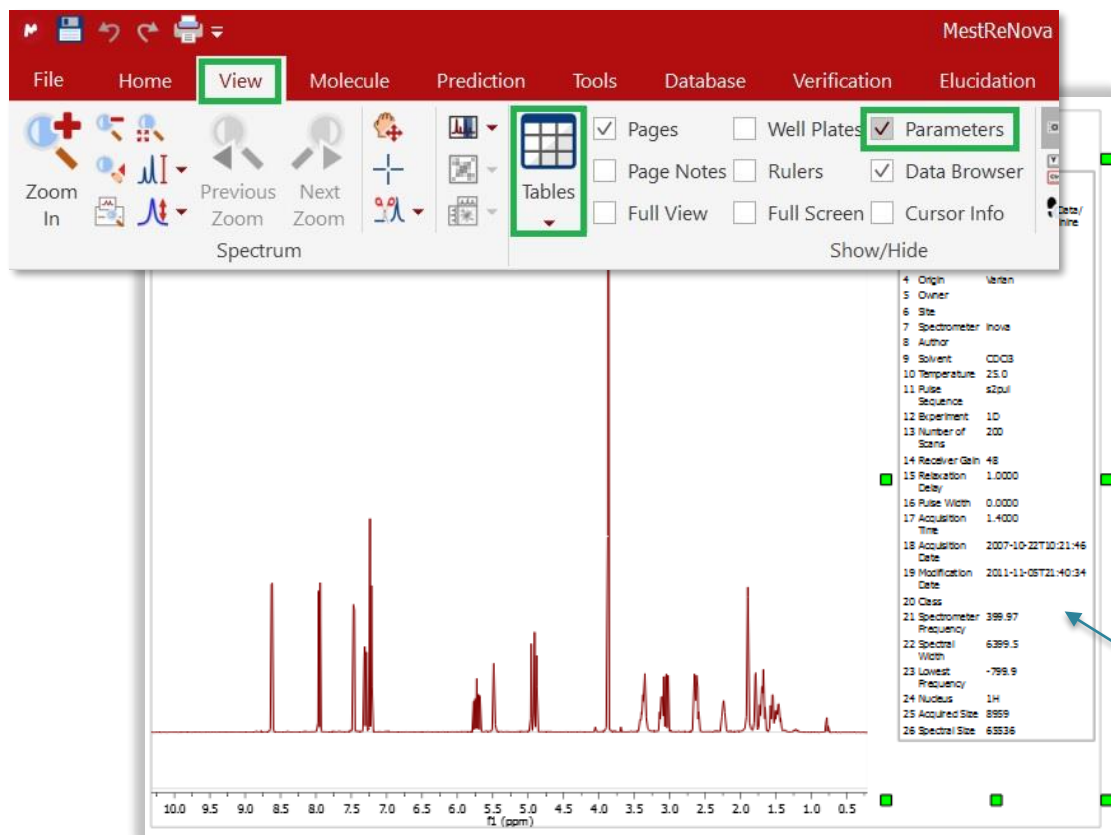 MestReNova
File Home View Molecule Prediction Tools Database Verification Elucidation
Pages Well Plates Parameters
Page Notes Rulers Data Browser
Full View Full Screen Cursor Info
Zoom In
Previous Zoom
Next Zoom
Tables
Spectrum
Show/Hide
Data/
4 Origin Varian
5 Owner
6 Site
7 Spectrometer Inova
8 Author
9 Solvent CDCl3
10 Temperature 25.0
11 Pulse s2pul
Sequence
12 Experiment 1D
13 Number of 200
Scans
14 Receiver Gain 48
15 Relaxation 1.0000
Delay
16 Pulse Width 0.0000
17 Acquisition 1.4000
Time
18 Acquisition 2007-10-22T10:21:46
Date
19 Modification 2011-11-05T21:40:34
Date
20 Class
21 Spectrometer 399.97
Frequency
22 Spectral 6399.5
Width
23 Lowest -799.9
Frequency
24 Nucleus 1H
25 Acquired Size 8959
26 Spectral Size 65536
10.0 9.5 9.0 8.5 8.0 7.5 7.0 6.5 6.0 5.5 5.0 4.5 4.0 3.5 3.0 2.5 2.0 1.5 1.0 0.5
f1 (ppm)